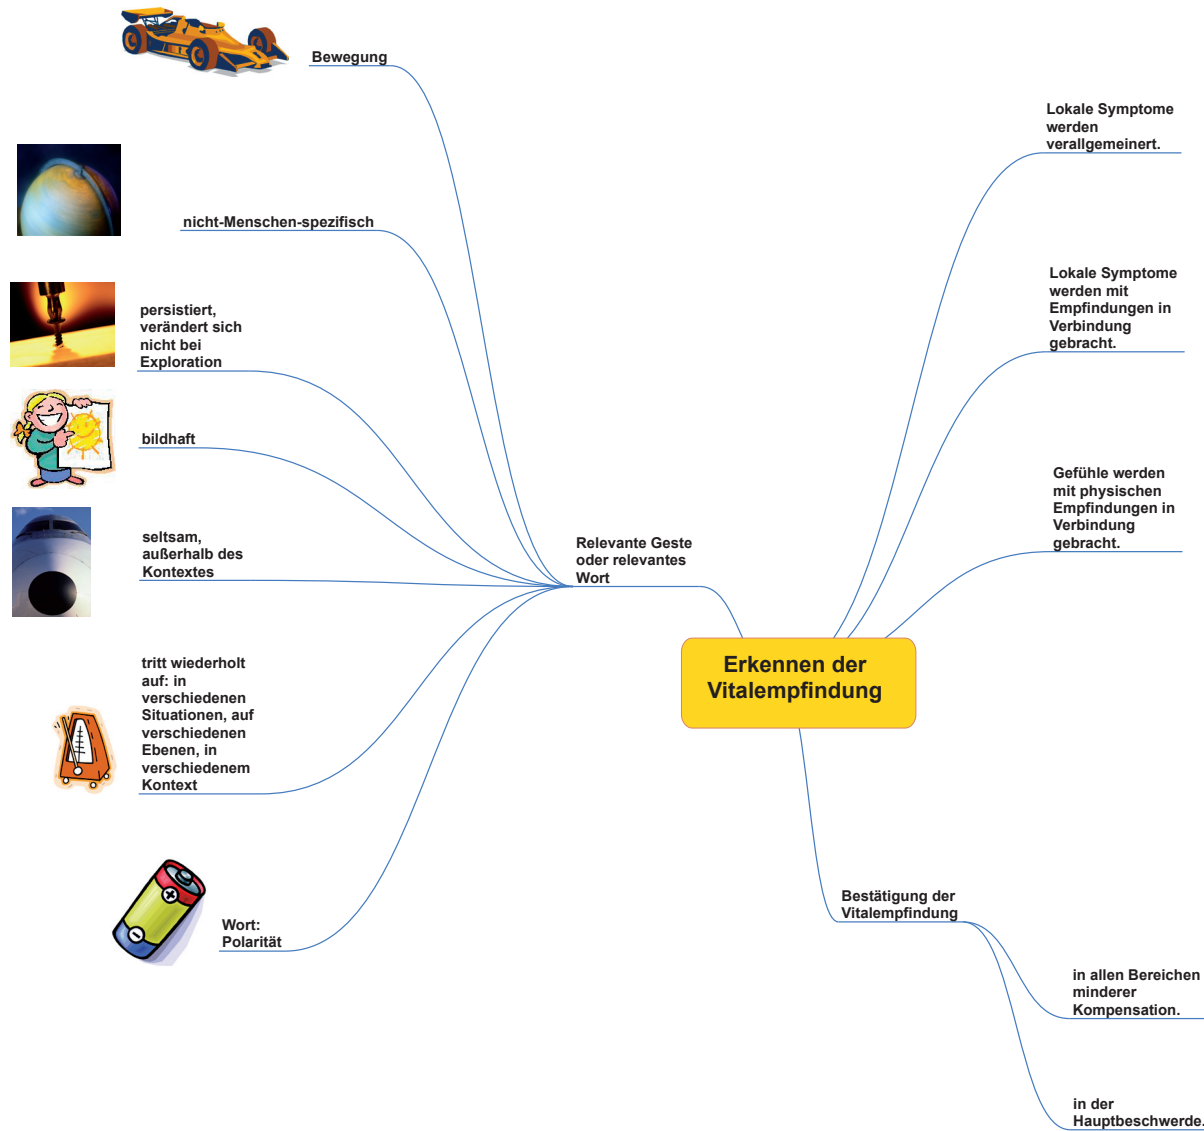 Bewegung
nicht-Menschen-spezifisch
persistiert,
verändert sich
nicht bei
Exploration
bildhaft
seltsam,
außerhalb des
Kontextes
tritt wiederholt
auf: in
verschiedenen
Situationen, auf
verschiedenen
Ebenen, in
verschiedenem
Kontext
Wort:
Polarität
Relevante Geste
oder relevantes
Wort
Erkennen der
Vitalempfindung
Lokale Symptome
werden
verallgemeinert.
Lokale Symptome
werden mit
Empfindungen in
Verbindung
gebracht.
Gefühle werden
mit physischen
Empfindungen in
Verbindung
gebracht.
Bestätigung der
Vitalempfindung
in allen Bereichen
minderer
Kompensation.
in der
Hauptbeschwerde.